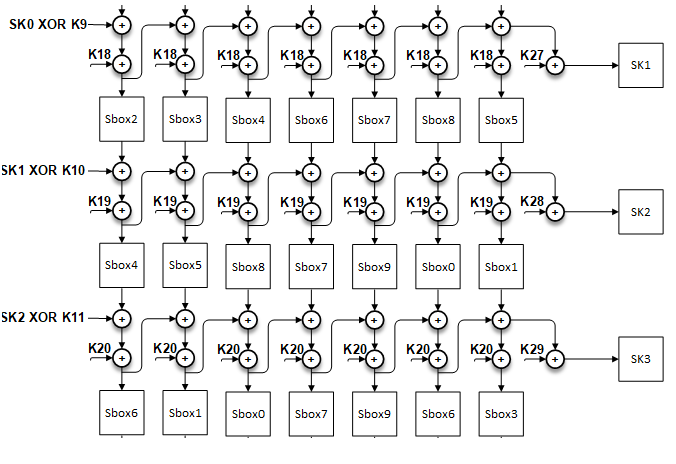 SK0 XOR K9
K18 K18 K18 K18 K18 K18 K18 K27
SK1
Sbox2 Sbox3 Sbox4 Sbox6 Sbox7 Sbox8 Sbox5
SK1 XOR K10
K19 K19 K19 K19 K19 K19 K19 K28
SK2
Sbox4 Sbox5 Sbox8 Sbox7 Sbox9 Sbox0 Sbox1
SK2 XOR K11
K20 K20 K20 K20 K20 K20 K20 K29
SK3
Sbox6 Sbox1 Sbox0 Sbox7 Sbox9 Sbox6 Sbox3